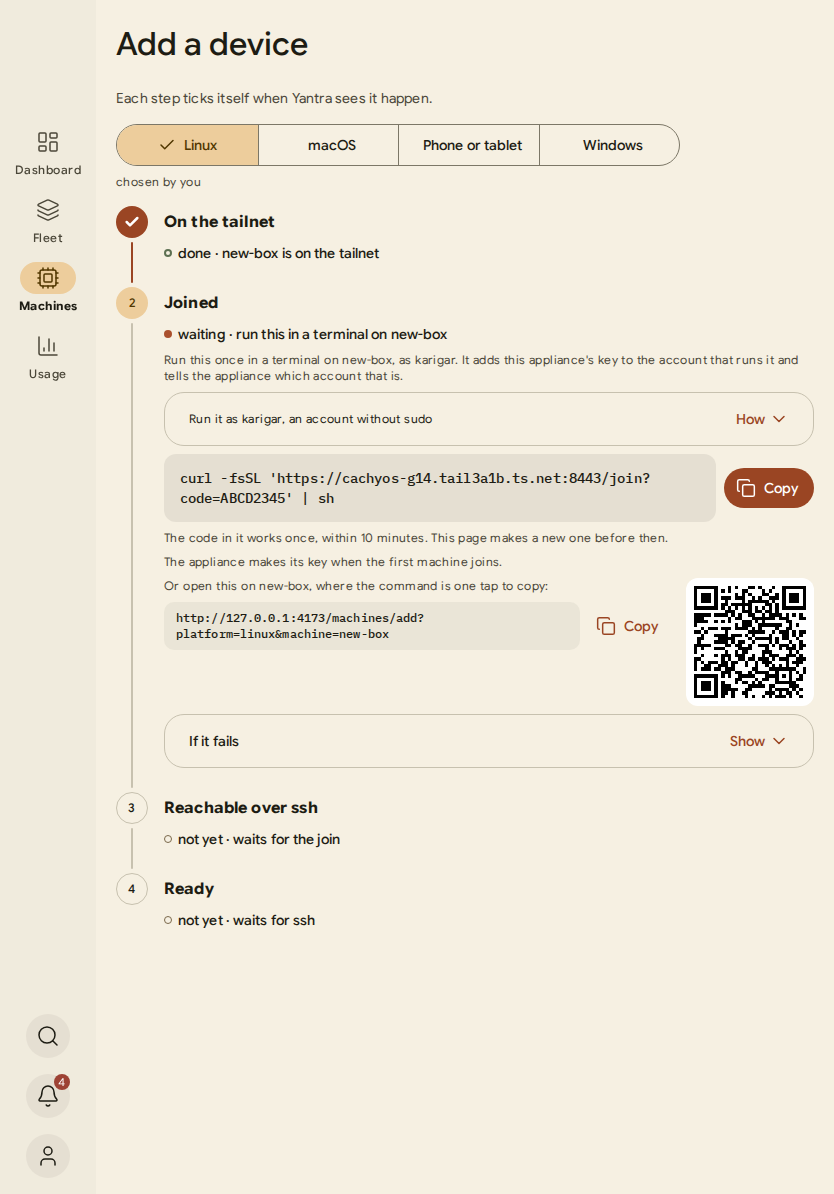 Add a device
Each step ticks itself when Yantra sees it happen.
Linux
macOS
Phone or tablet
Windows
chosen by you
Dashboard
Fleet
Machines
Usage
On the tailnet
done · new-box is on the tailnet
2
Joined
waiting · run this in a terminal on new-box
Run this once in a terminal on new-box, as karigar. It adds this appliance's key to the account that runs it and
tells the appliance which account that is.
Run it as karigar, an account without sudo
How
curl -fsSL 'https://cachyos-g14.tail3a1b.ts.net:8443/join?
code=ABCD2345' | sh
Copy
The code in it works once, within 10 minutes. This page makes a new one before then.
The appliance makes its key when the first machine joins.
Or open this on new-box, where the command is one tap to copy:
http://127.0.0.1:4173/machines/add?
platform=linux&machine=new-box
Copy
If it fails
Show
3
Reachable over ssh
not yet · waits for the join
4
Ready
not yet · waits for ssh
4